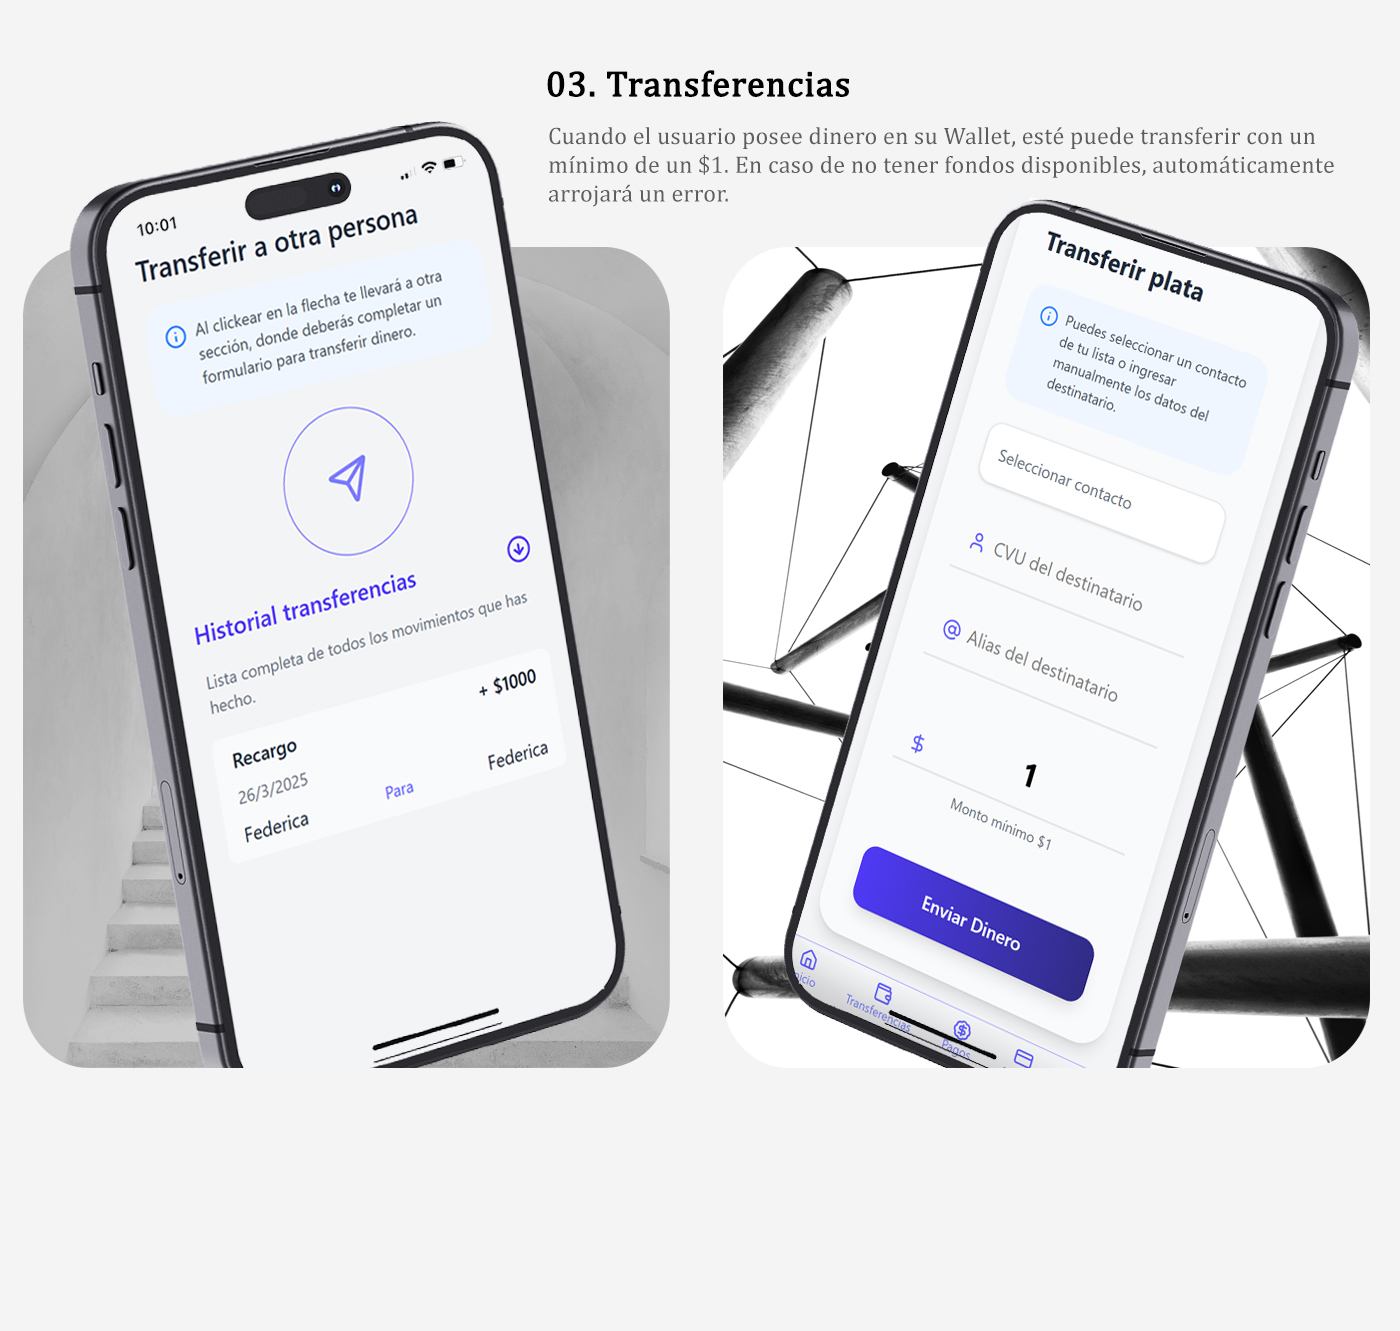 03. Transferencias
Cuando el usuario posee dinero en su Wallet, esté puede transferir con un
mínimo de un $1. En caso de no tener fondos disponibles, automáticamente
arrojará un error.
10:01
Transferir a otra persona
Al clickear en la flecha te llevará a otra
sección, donde deberás completar un
formulario para transferir dinero.
Historial transferencias
Lista completa de todos los movimientos que has
hecho.
+ $1000
Recargo
26/3/2025
Federica Para Federica
Transferir plata
Puedes seleccionar un contacto
de tu lista o ingresar
manualmente los datos del
destinatario.
Seleccionar contacto
CVU del destinatario
@ Alias del destinatario
$ 1
Monto mínimo $1
Enviar Dinero
nicio
Transferencias
Pagos